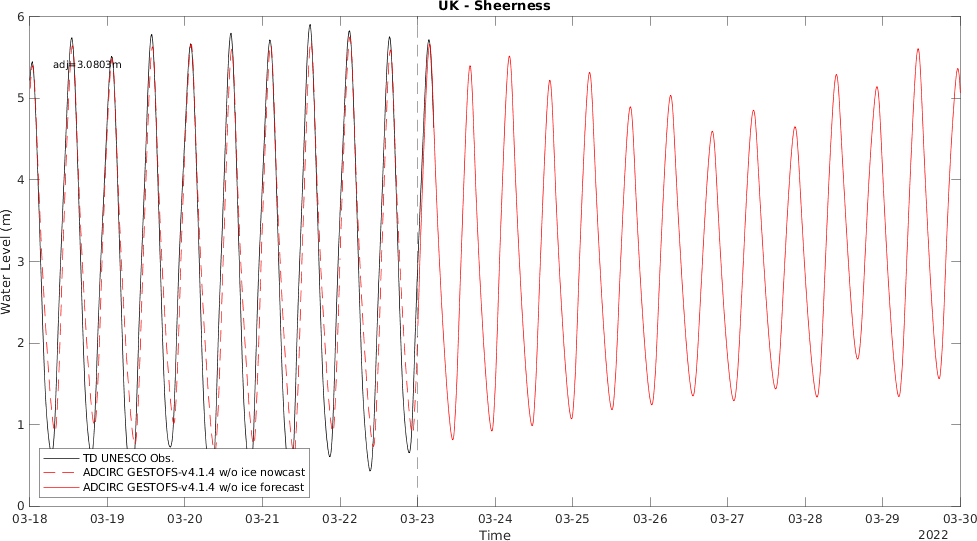 UK - Sheerness
6
adj=3.0803m
5
4
Water Level (m)
3
2
1
TD UNESCO Obs.
ADCIRC GESTOFS-v4.1.4 w/o ice nowcast
ADCIRC GESTOFS-v4.1.4 w/o ice forecast
0
03-18 03-19 03-20 03-21 03-22 03-23 03-24 03-25 03-26 03-27 03-28 03-29 03-30
Time
2022